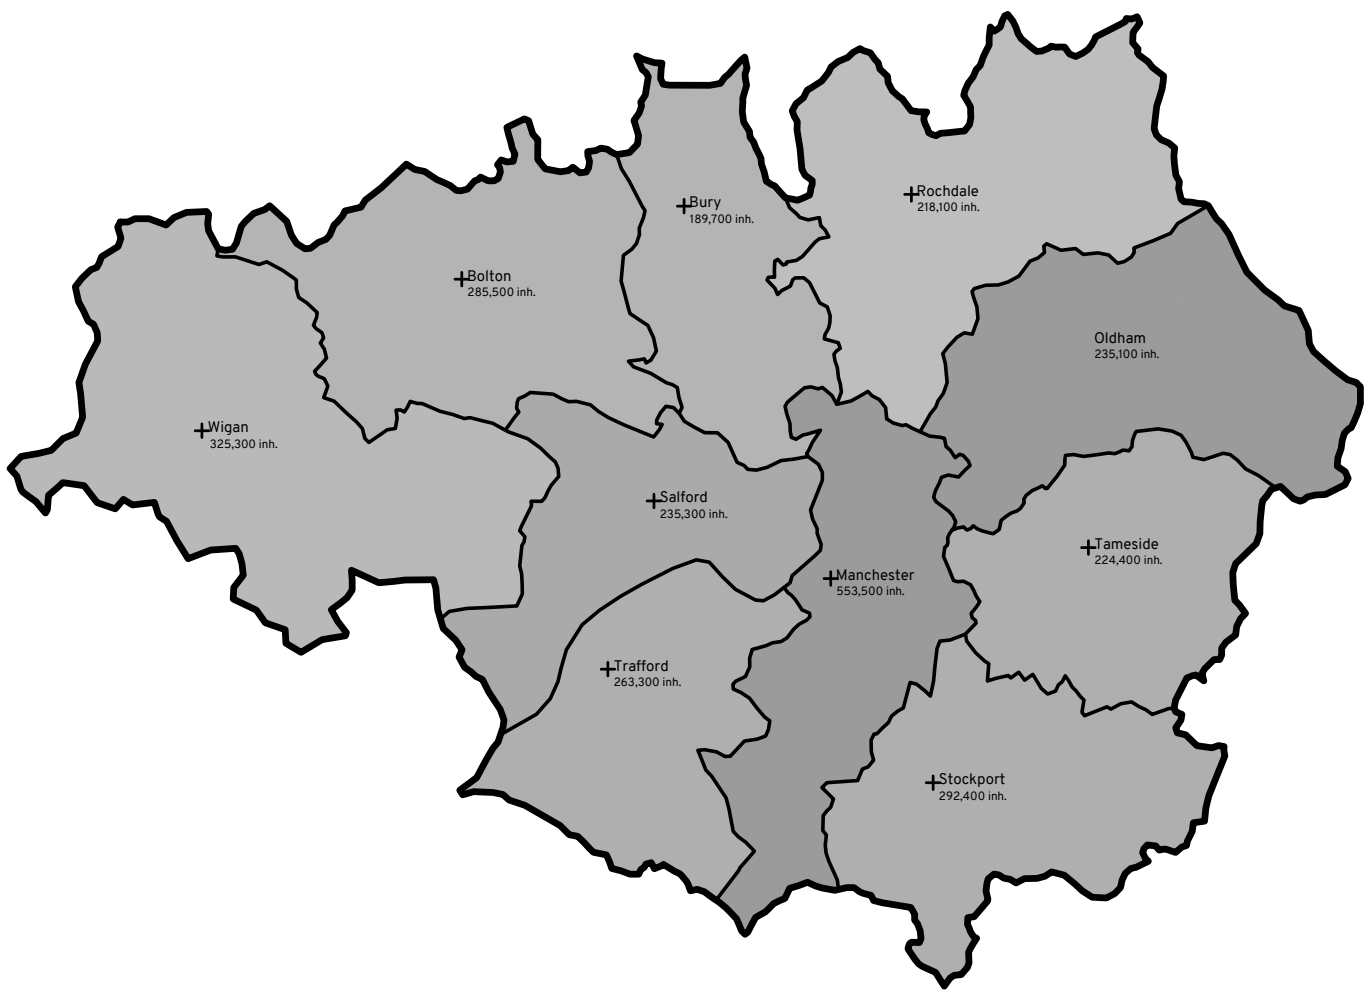 Rochdale
218,100 inh.
Bury
189,700 inh.
Bolton
285,500 inh.
Oldham
235,100 inh.
Wigan
325,300 inh.
Salford
235,300 inh.
Tameside
224,400 inh.
Manchester
553,500 inh.
Trafford
263,300 inh.
Stockport
292,400 inh.